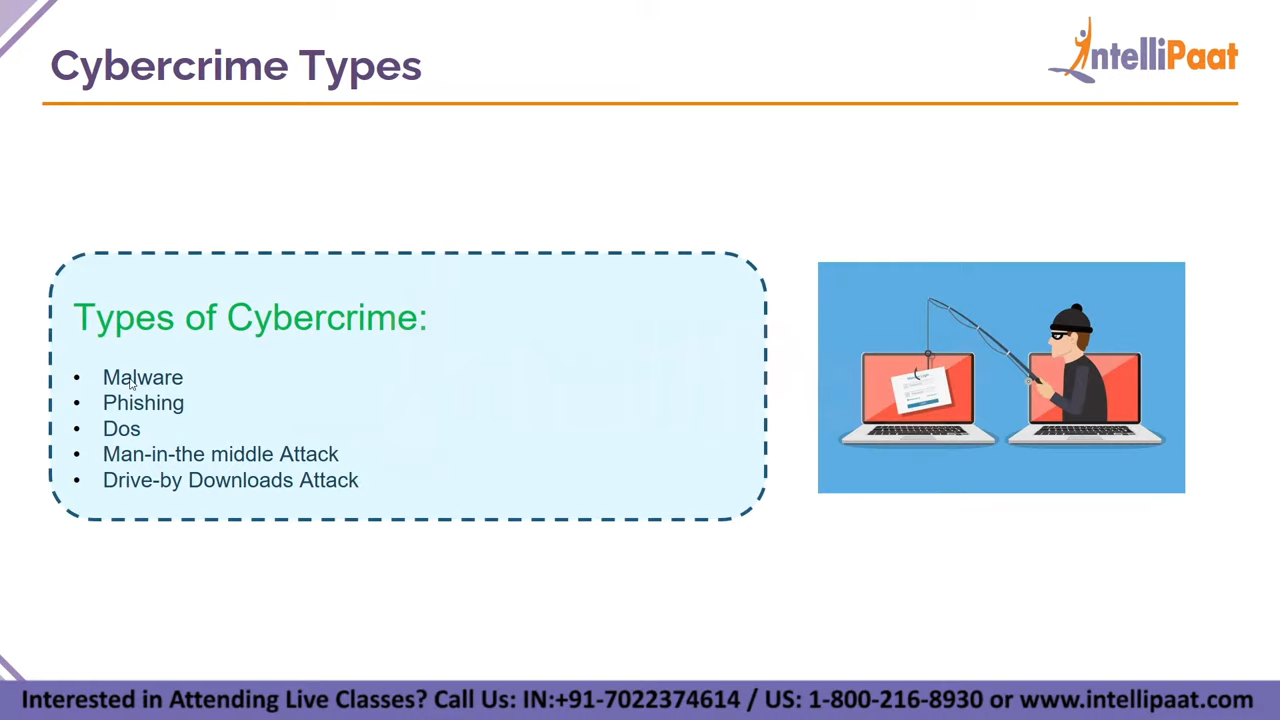 Cybercrime Types
IntelliPaat
Types of Cybercrime:
• Malware
• Phishing
• Dos
• Man-in-the middle Attack
• Drive-by Downloads Attack
Interested in Attending Live Classes? Call Us: IN:+91-7022374614 / US: 1-800-216-8930 or www.intellipaat.com